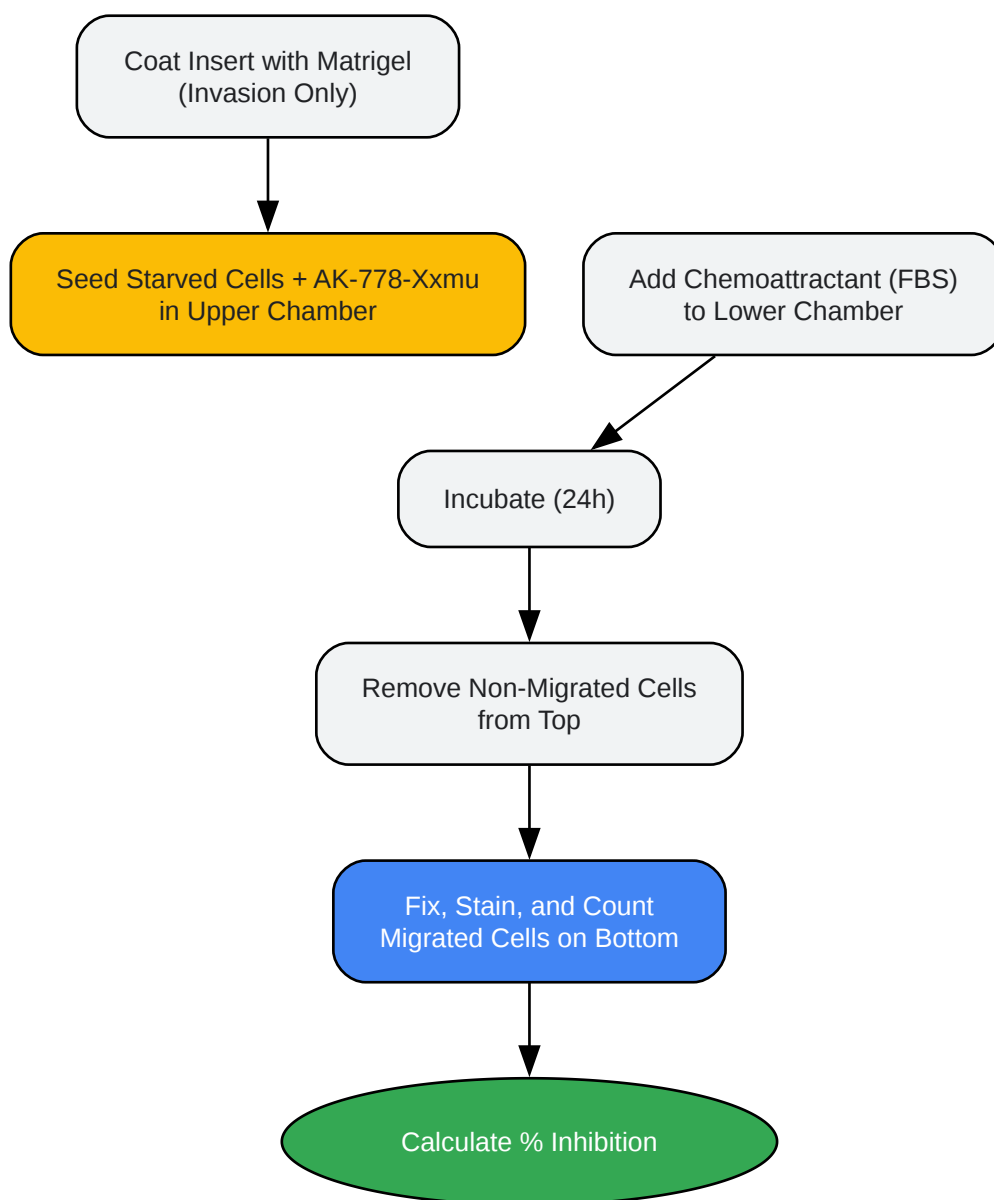 Coat Insert with Matrigel
(Invasion Only)
Seed Starved Cells + AK-778-Xxmu
in Upper Chamber
Add Chemoattractant (FBS)
to Lower Chamber
Incubate (24h)
Remove Non-Migrated Cells
from Top
Fix, Stain, and Count
Migrated Cells on Bottom
Calculate % Inhibition